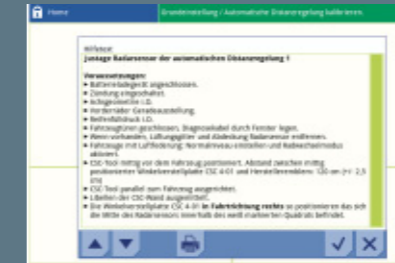 Home
Grundeinstellung / Automatische Distanzregelung kalibrieren
Hilfetext
Justage Radarsensor der automatischen Distanzregelung 1
Voraussetzungen:
Batterieladegerät angeschlossen.
Zündung eingeschaltet.
Achsgeometrie i.O.
Vorderräder Geradeausstellung.
Reifenfülldruck i.O.
Fahrzeugtüren geschlossen, Diagnosekabel durch Fenster legen.
Wenn vorhanden, Lüftungsgitter und Abdeckung Radarsensor entfernen.
Fahrzeuge mit Luftfederung: Normalniveau einstellen und Radwechselmodus
aktiviert.
CSC-Tool mittig vor dem Fahrzeug positioniert. Abstand zwischen mittig
positionierter Winkelverstellplatte CSC 4-01 und Herstelleremblem: 120 cm (+/- 2,5
cm)
CSC-Tool parallel zum Fahrzeug ausgerichtet.
Libellen der CSC-Wand ausgemittelt.
Die Winkelverstellplatte CSC 4-01 in Fahrtrichtung rechts so positionieren das sich
die Mitte des Radarsensors innerhalb des weiß markierten Quadrats befindet.